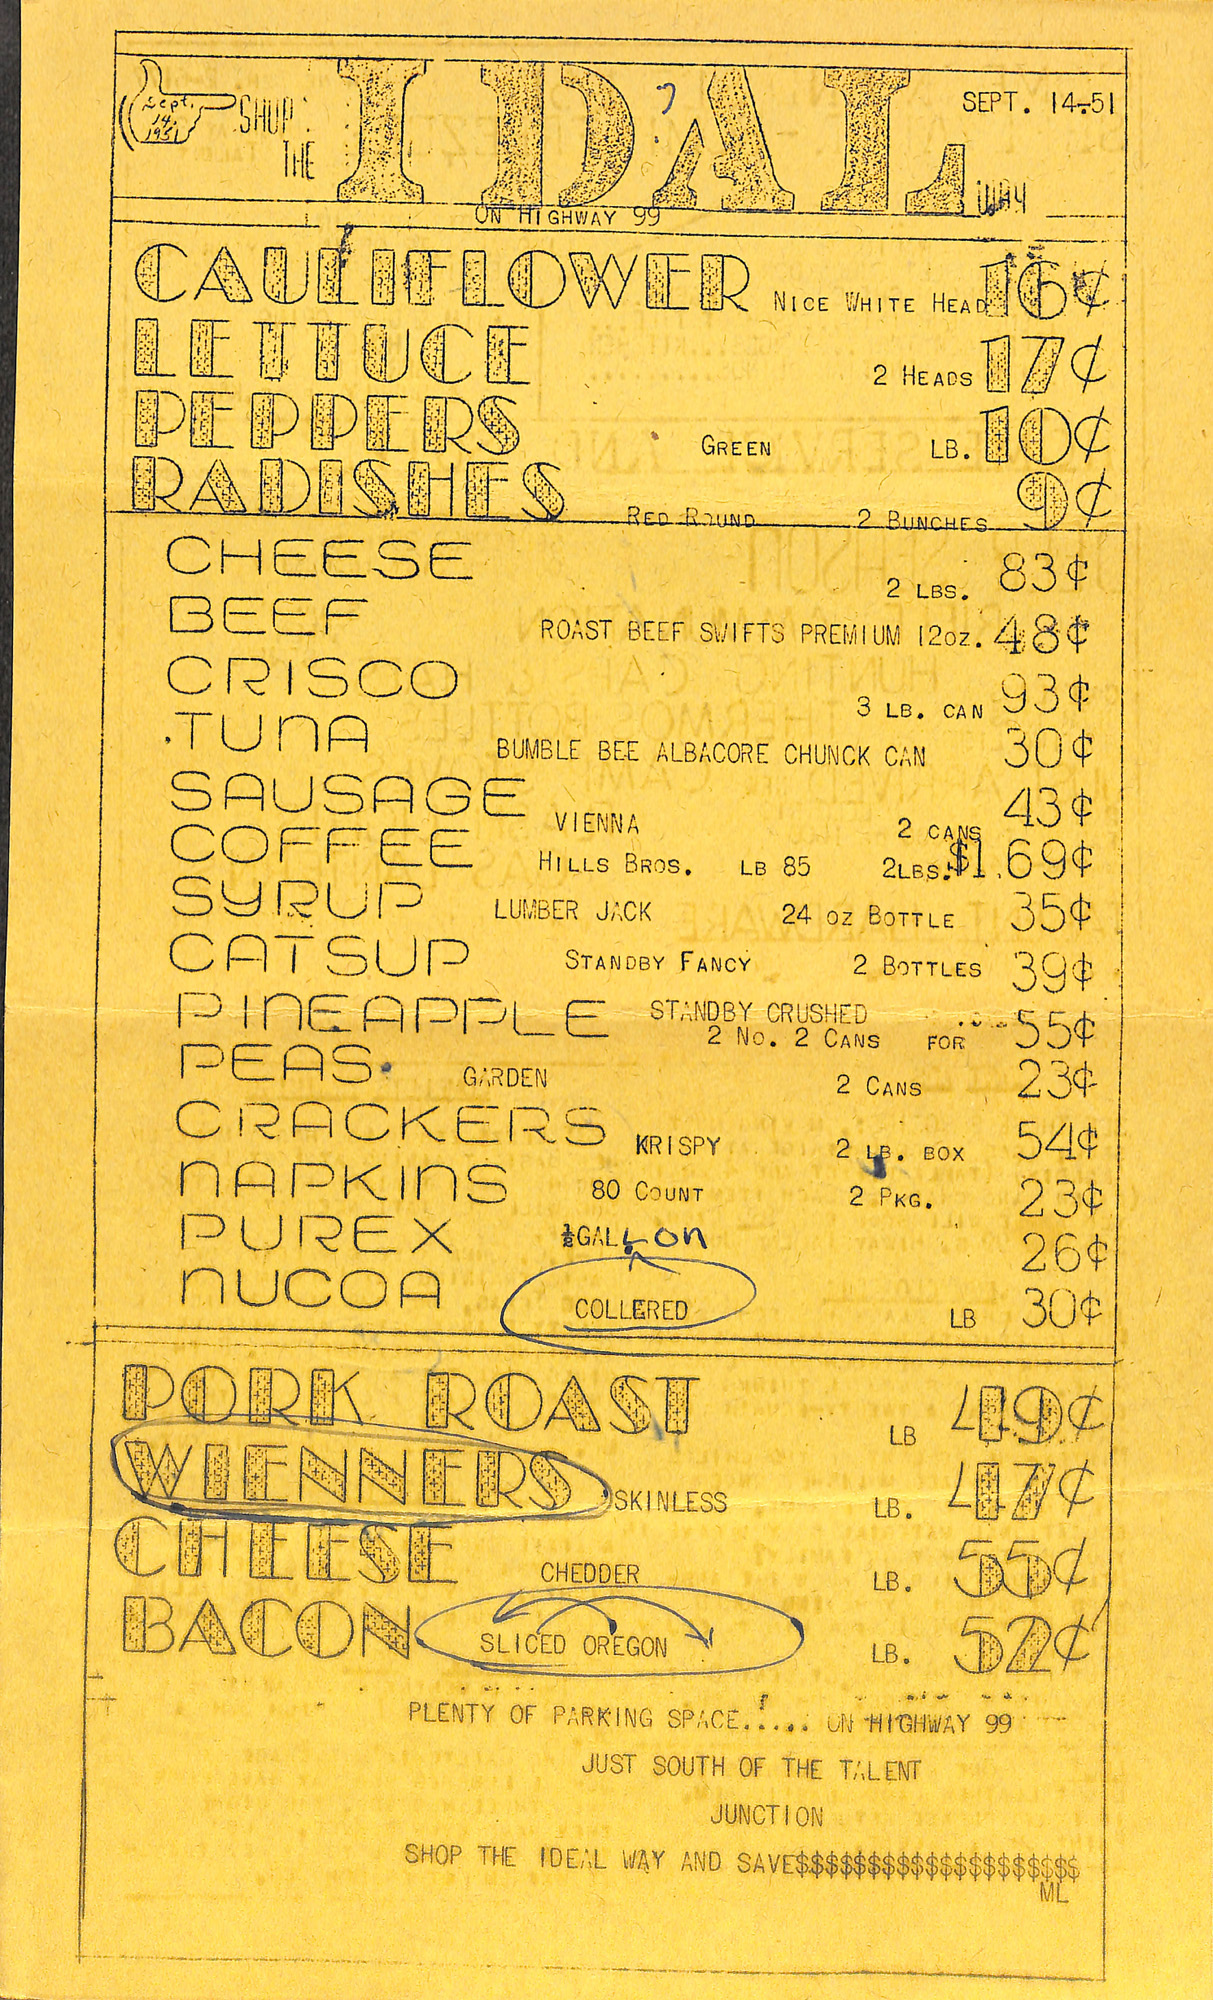 Sept. 14 1951
SHOP THE IDAL WAY
SEPT. 14-51
ON HIGHWAY 99
CAULIFLOWER NICE WHITE HEAD 16¢
LETTUCE 2 HEADS 17¢
PEPPERS GREEN LB. 10¢
RADISHES RED ROUND 2 BUNCHES 9¢
CHEESE 2 LBS. 83¢
BEEF ROAST BEEF SWIFTS PREMIUM 12oz. 48¢
CRISCO 3 LB. CAN 93¢
TUNA BUMBLE BEE ALBACORE CHUNCK CAN 30¢
SAUSAGE VIENNA 2 CANS 43¢
COFFEE HILLS BROS. LB 85 2LBS. $1.69¢
SYRUP LUMBER JACK 24 OZ BOTTLE 35¢
CATSUP STANDBY FANCY 2 BOTTLES 39¢
PINEAPPLE STANDBY CRUSHED
2 NO. 2 CANS FOR 55¢
PEAS GARDEN 2 CANS 23¢
CRACKERS KRISPY 2 LB. BOX 54¢
NAPKINS 80 COUNT 2 PKG. 23¢
PUREX ½GALLon 26¢
NUCOA COLLERED LB 30¢
PORK ROAST LB 49¢
WIENNERS SKINLESS LB. 47¢
CHEESE CHEDDER LB. 55¢
BACON SLICED OREGON LB. 52¢
PLENTY OF PARKING SPACE..... ON HIGHWAY 99
JUST SOUTH OF THE TALENT
JUNCTION
SHOP THE IDEAL WAY AND SAVE$$$$$$$$$$$$$$$$$$$$
ML